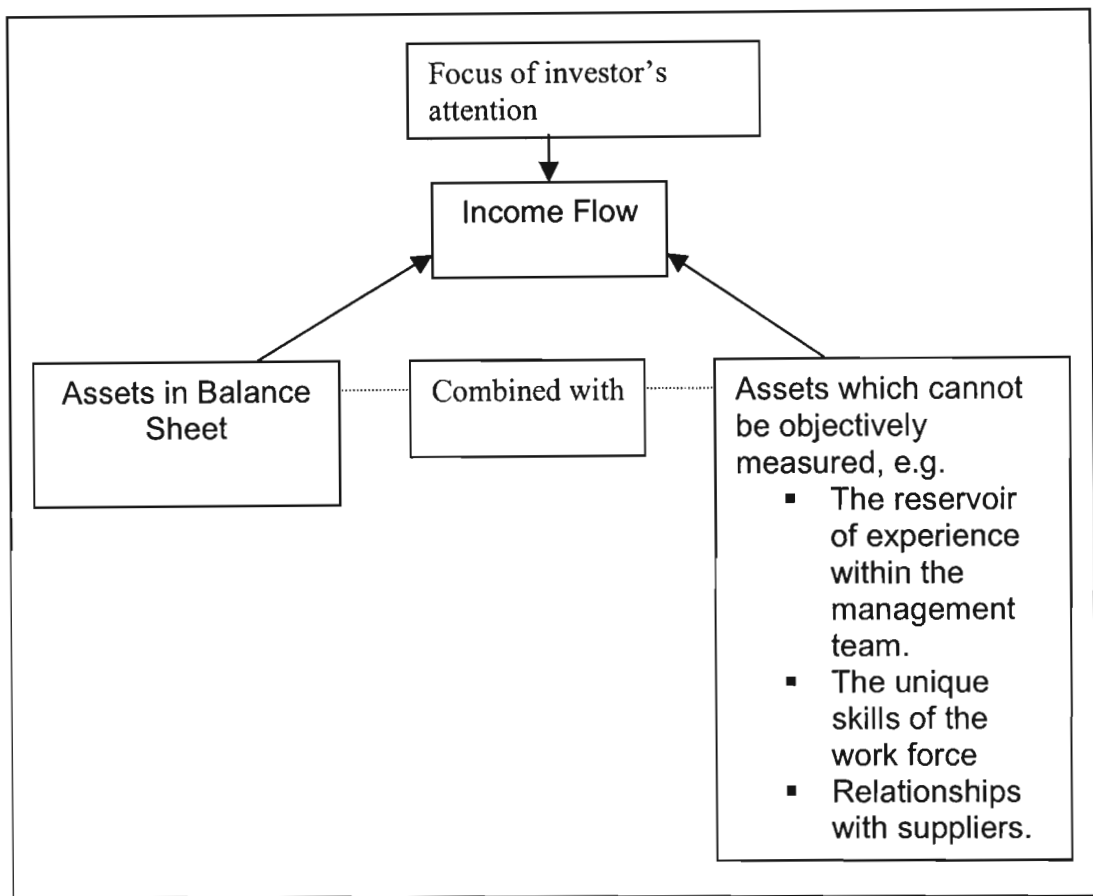 Focus of investor's
attention
Income Flow
Assets in Balance
Sheet
Combined with
Assets which cannot
be objectively
measured, e.g.
▪ The reservoir
of experience
within the
management
team.
▪ The unique
skills of the
work force
▪ Relationships
with suppliers.